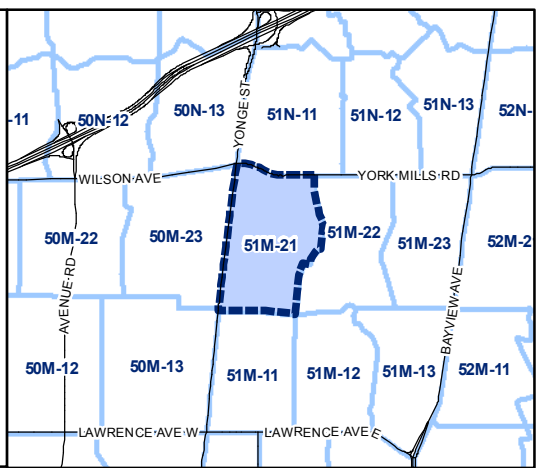 50N-13
51N-11
51N-12
51N-13
52N-
-11
50N-12
YONGE ST
WILSON AVE
YORK MILLS RD
50M-22
50M-23
51M-21
51M-22
51M-23
52M-2
AVENUE RD
BAYVIEW AVE
50M-12
50M-13
51M-11
51M-12
51M-13
52M-11
LAWRENCE AVE W
LAWRENCE AVE E